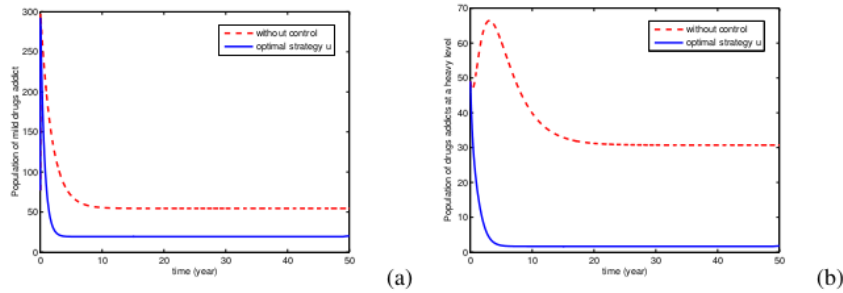 300
250
200
150
100
50
0
0 10 20 30 40 50
Population of mild drugs addict
time (year)
without control
optimal strategy u
(a)
70
60
50
40
30
20
10
0
0 10 20 30 40 50
Population of drugs addicts at a heavy level
time (year)
without control
optimal strategy u
(b)